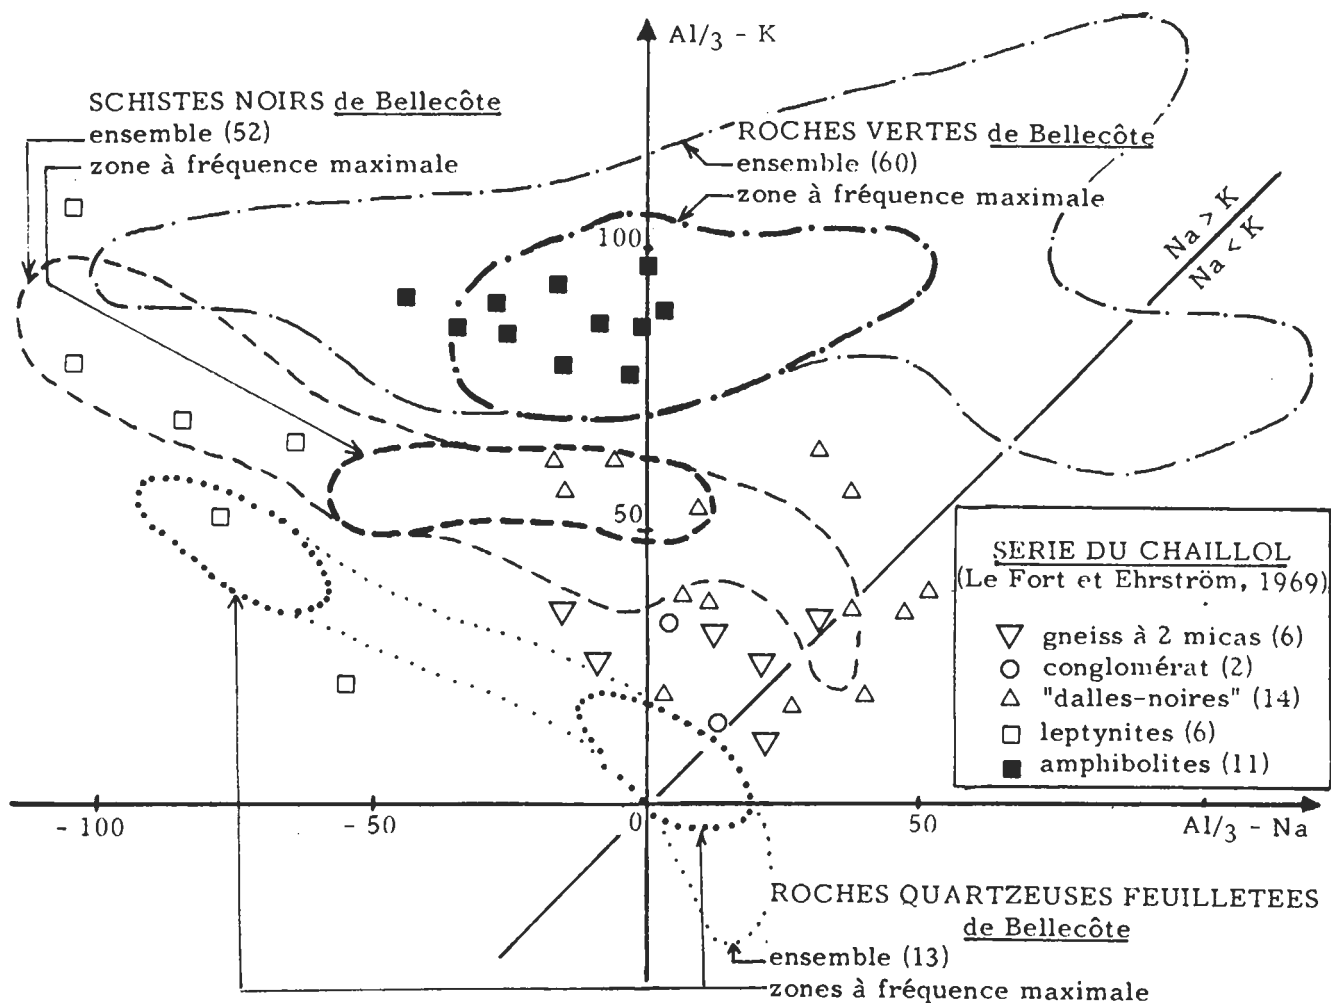 Al/3 - K
SCHISTES NOIRS de Bellecôte
ensemble (52)
zone à fréquence maximale
ROCHES VERTES de Bellecôte
ensemble (60)
zone à fréquence maximale
Na > K
Na < K
100
50
SERIE DU CHAILLOL
(Le Fort et Ehrström, 1969)
gneiss à 2 micas (6)
conglomérat (2)
"dalles-noires" (14)
leptynites (6)
amphibolites (11)
- 100
- 50
0
50
Al/3 - Na
ROCHES QUARTZEUSES FEUILLETEES
de Bellecôte
ensemble (13)
zones à fréquence maximale